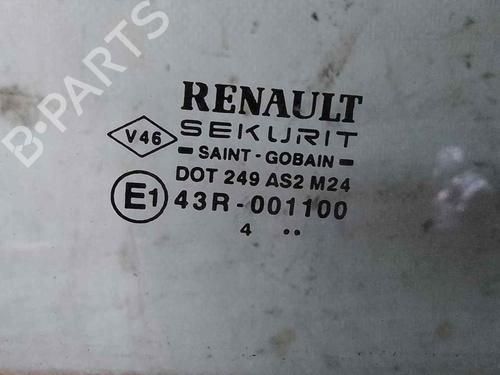 RENAULT
V46
SEKURIT
SAINT - GOBAIN
DOT 249 AS2 M24
E1 43R - 001100
4 ..
B-PARTS